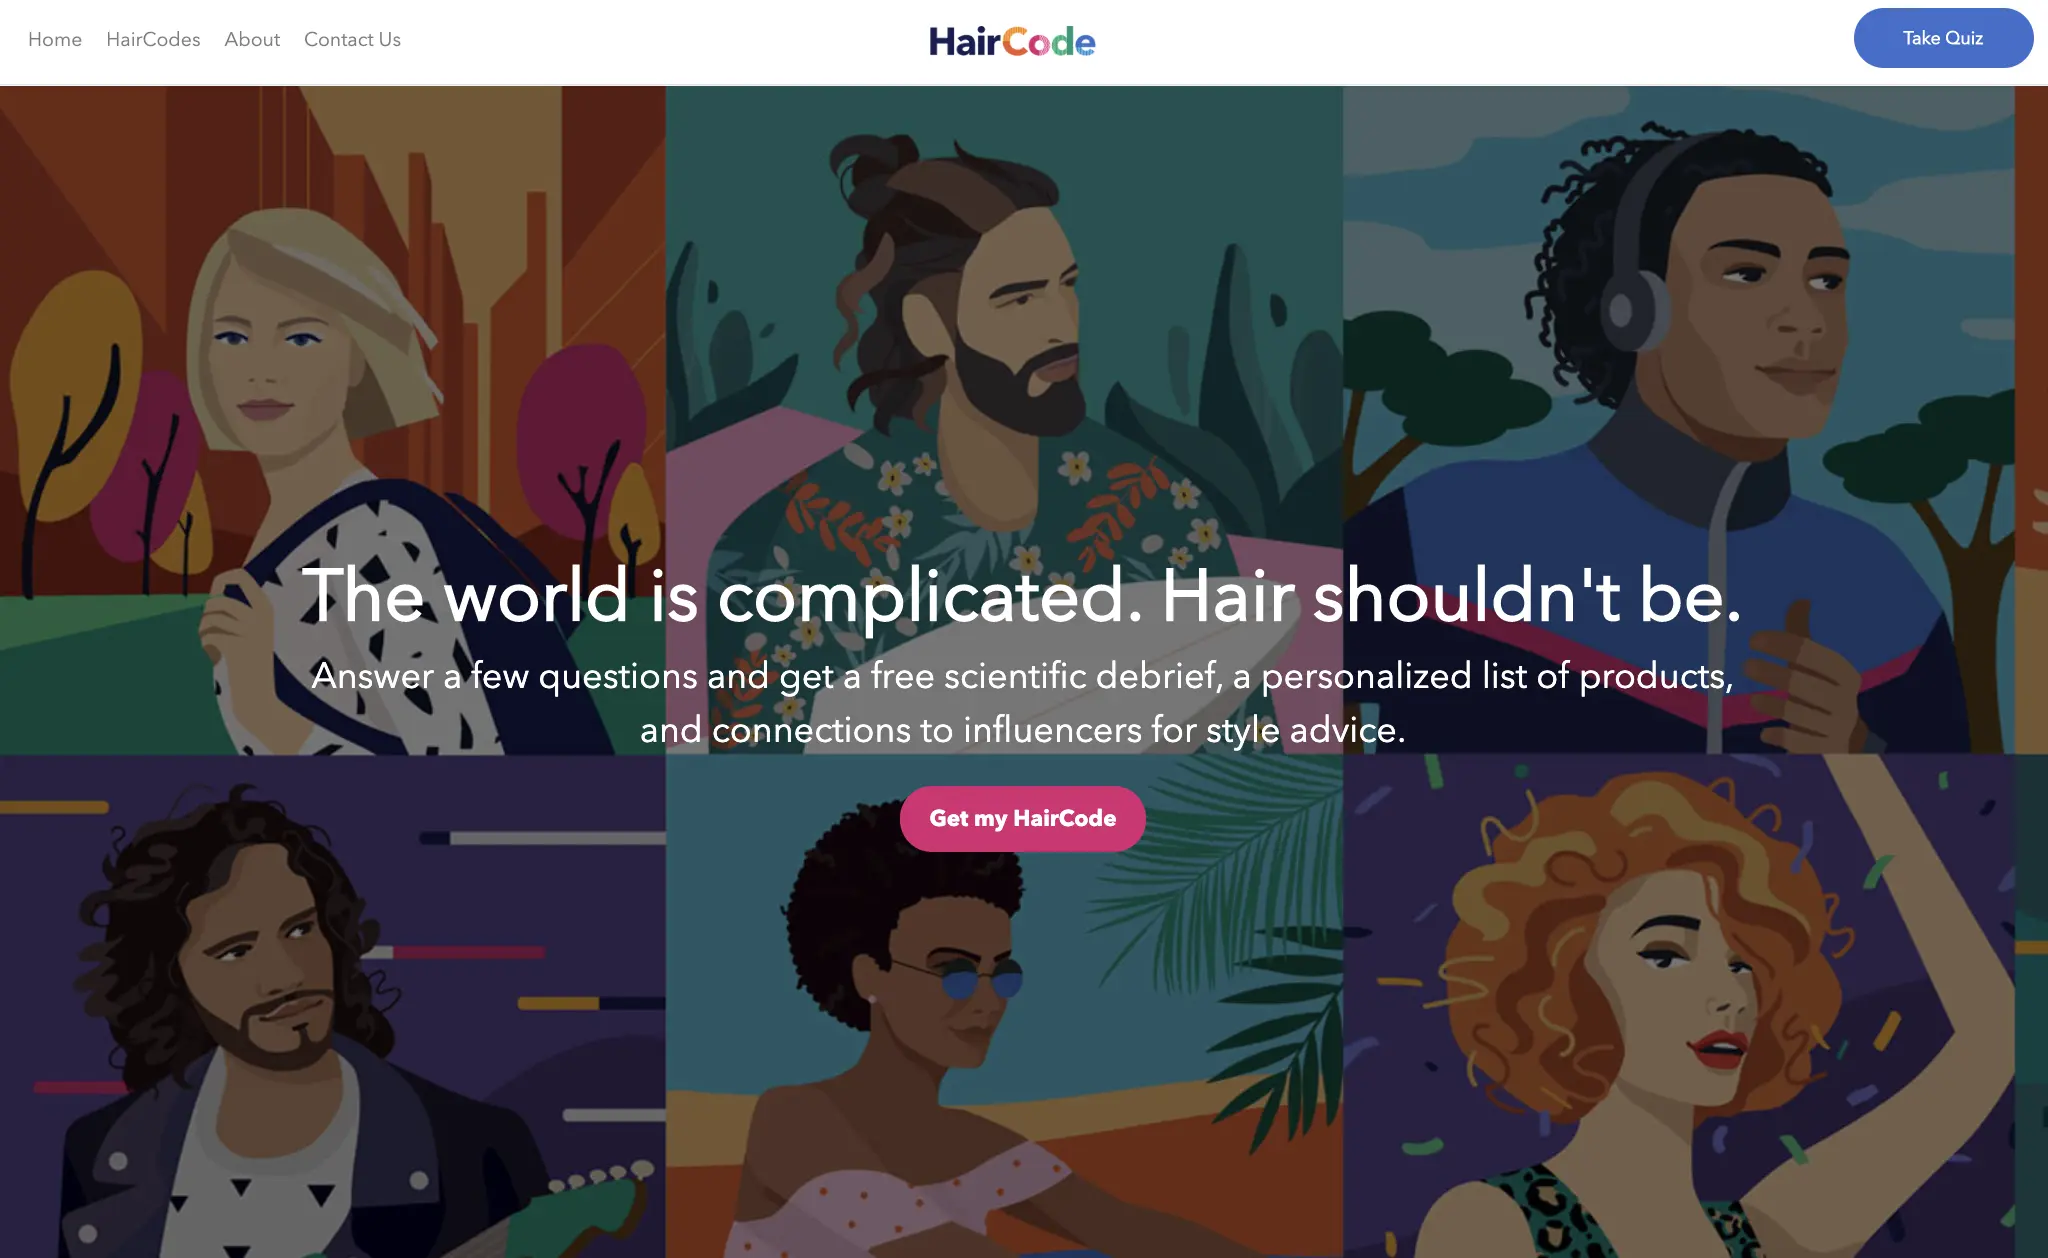 Home HairCodes About Contact Us HairCode Take Quiz
The world is complicated. Hair shouldn't be.
Answer a few questions and get a free scientific debrief, a personalized list of products,
and connections to influencers for style advice.
Get my HairCode